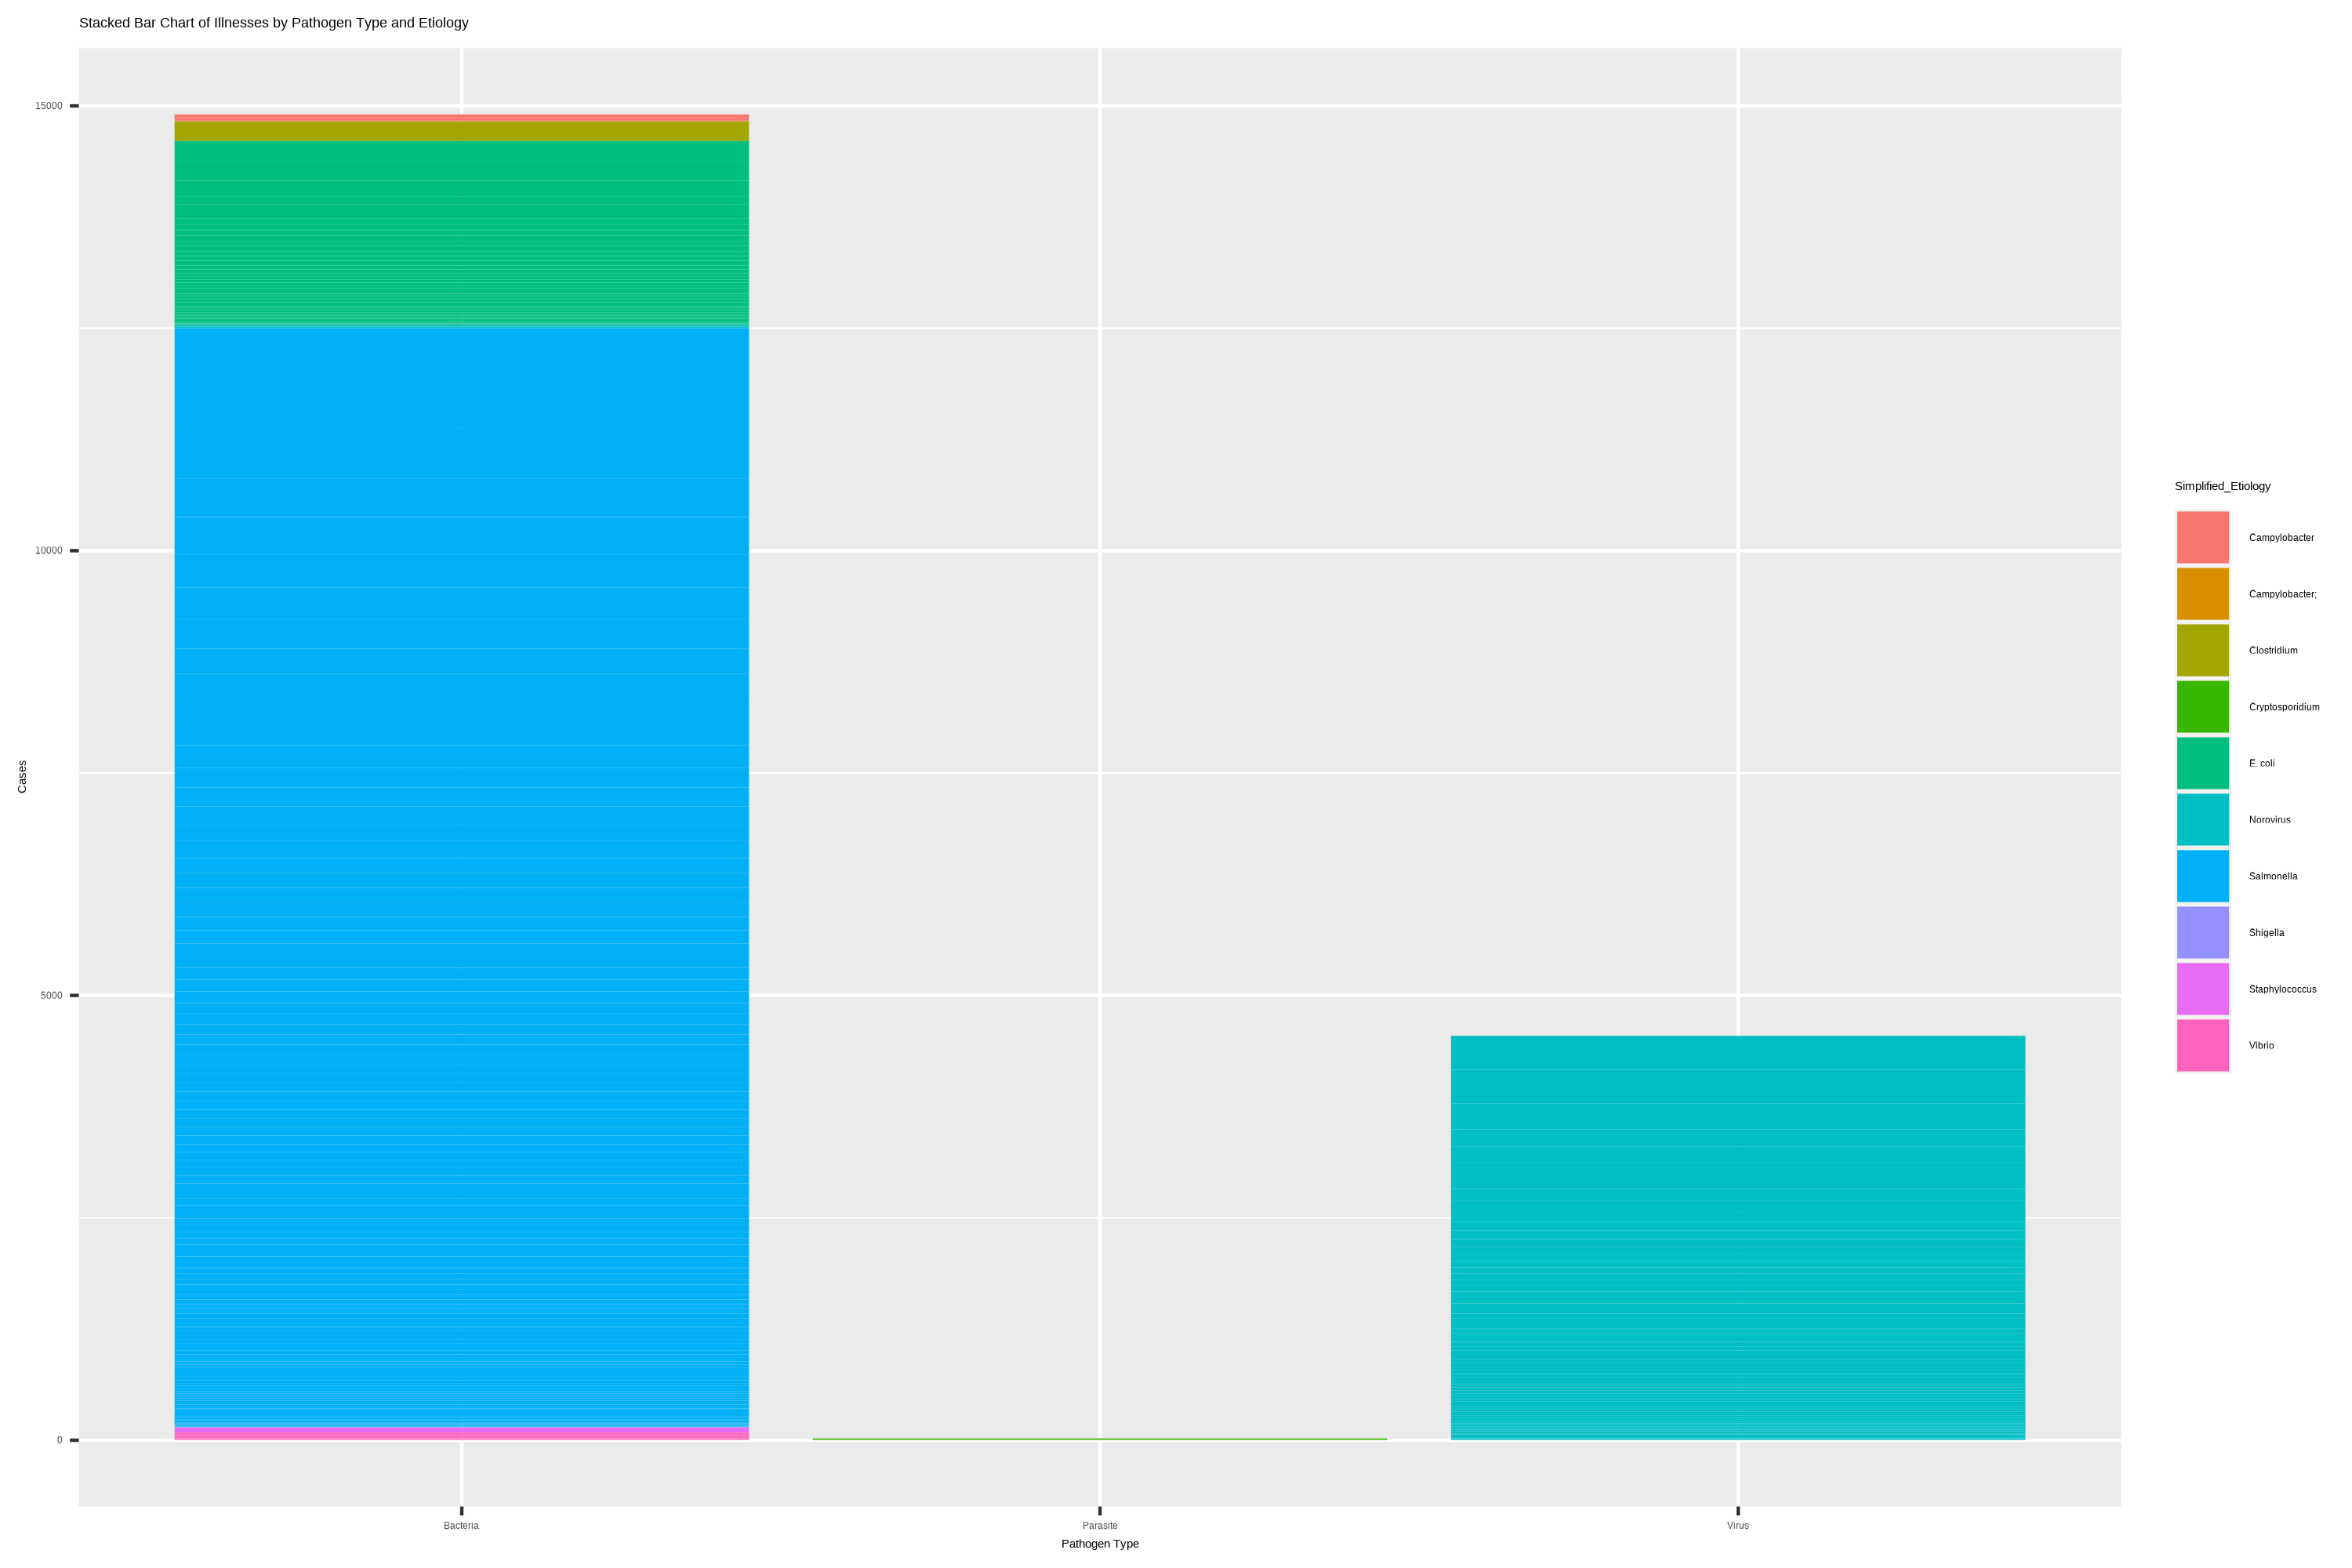 Stacked Bar Chart of Illnesses by Pathogen Type and Etiology
15000
10000
5000
0
Cases
Bacteria
Parasite
Virus
Pathogen Type
Simplified_Etiology
Campylobacter
Campylobacter;
Clostridium
Cryptosporidium
E. coli
Norovirus
Salmonella
Shigella
Staphylococcus
Vibrio